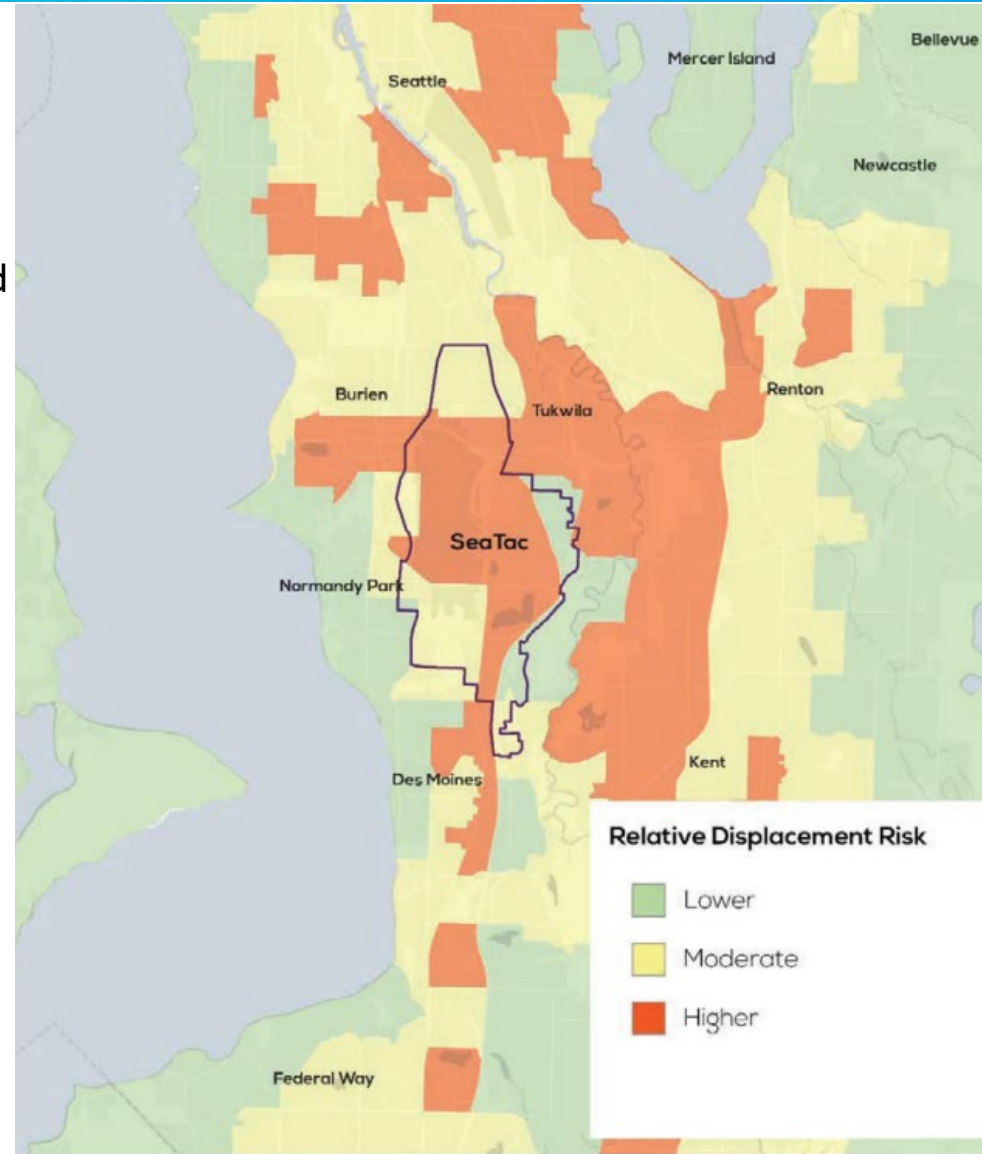 Bellevue
Mercer Island
Seattle
Newcastle
d
Burien
Renton
Tukwila
SeaTac
Normandy Park
Kent
Des Moines
Relative Displacement Risk
Lower
Moderate
Higher
Federal Way